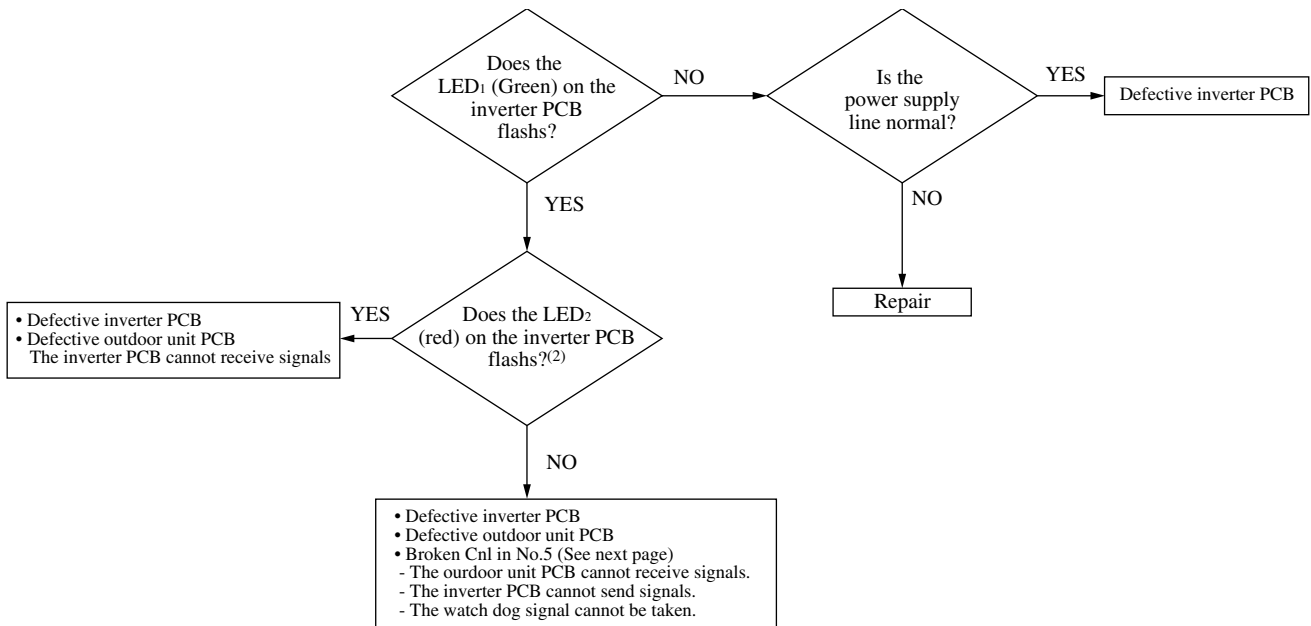 Does the
LED1 (Green) on the
inverter PCB
flashs?
NO
Is the
power supply
line normal?
YES
Defective inverter PCB
YES
NO
Repair
Does the LED2
(red) on the inverter PCB
flashs?(2)
YES
• Defective inverter PCB
• Defective outdoor unit PCB
The inverter PCB cannot receive signals
NO
• Defective inverter PCB
• Defective outdoor unit PCB
• Broken Cnl in No.5 (See next page)
- The ourdoor unit PCB cannot receive signals.
- The inverter PCB cannot send signals.
- The watch dog signal cannot be taken.